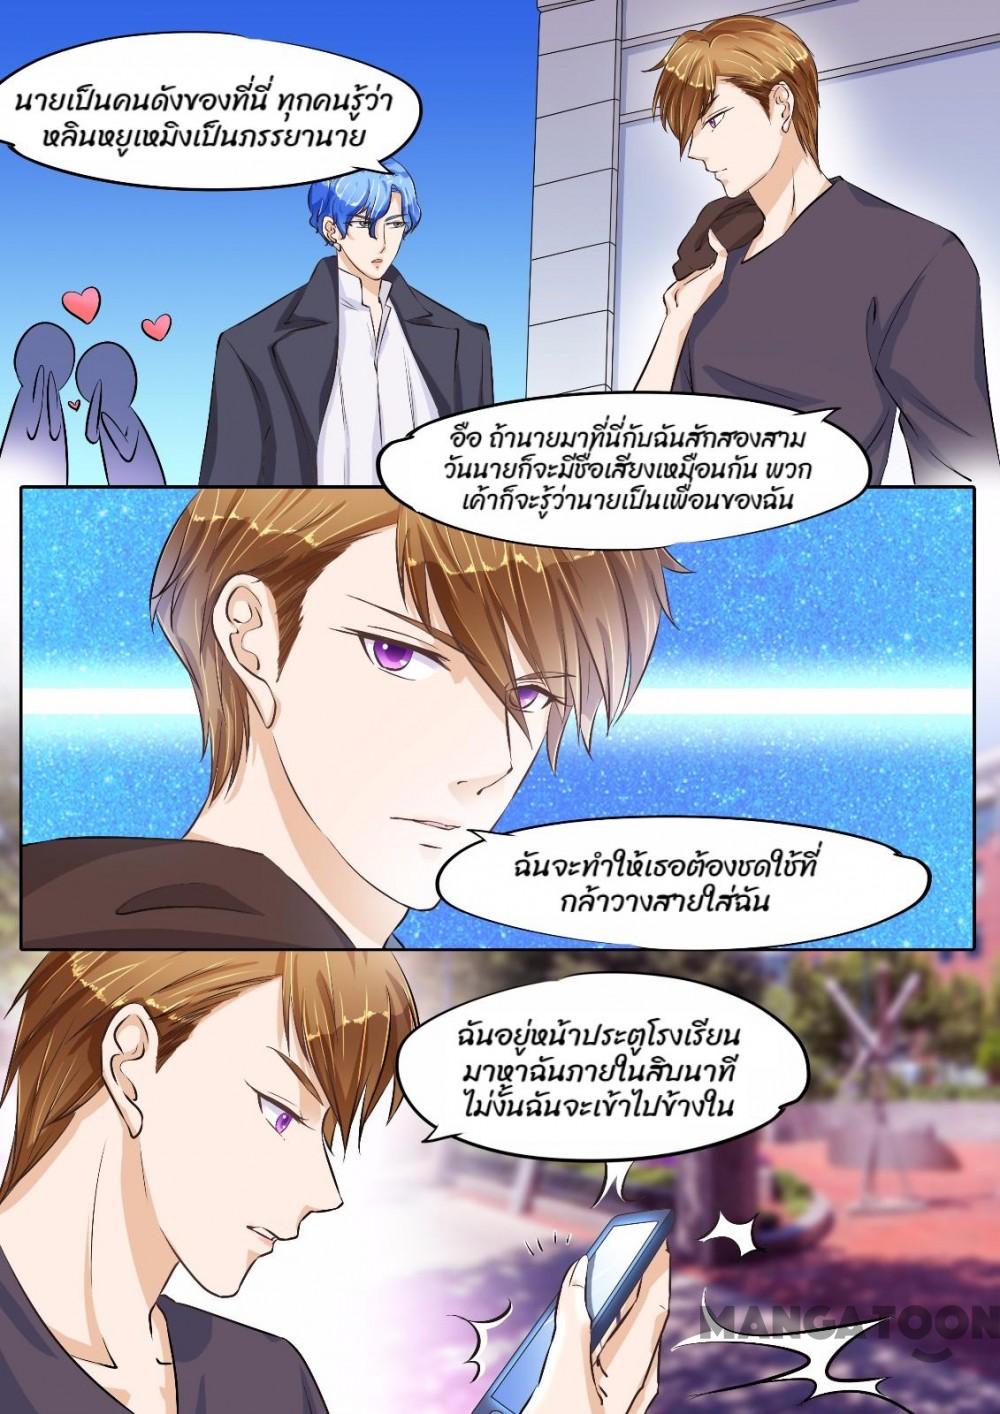 นายเป็นคนดังของที่นี่ ทุกคนรู้ว่า
หลินหยูเหมิงเป็นภรรยานาย
อือ ถ้านายมาที่นี่กับฉันสักสองสาม
วันนายก็จะมีชื่อเสียงเหมือนกัน พวก
เค้าก็จะรู้ว่านายเป็นเพื่อนของฉัน
ฉันจะทำให้เธอต้องชดใช้ที่
กล้าวางสายใส่ฉัน
ฉันอยู่หน้าประตูโรงเรียน
มาหาฉันภายในสิบนาที
ไม่งั้นฉันจะเข้าไปข้างใน
MANGATOON